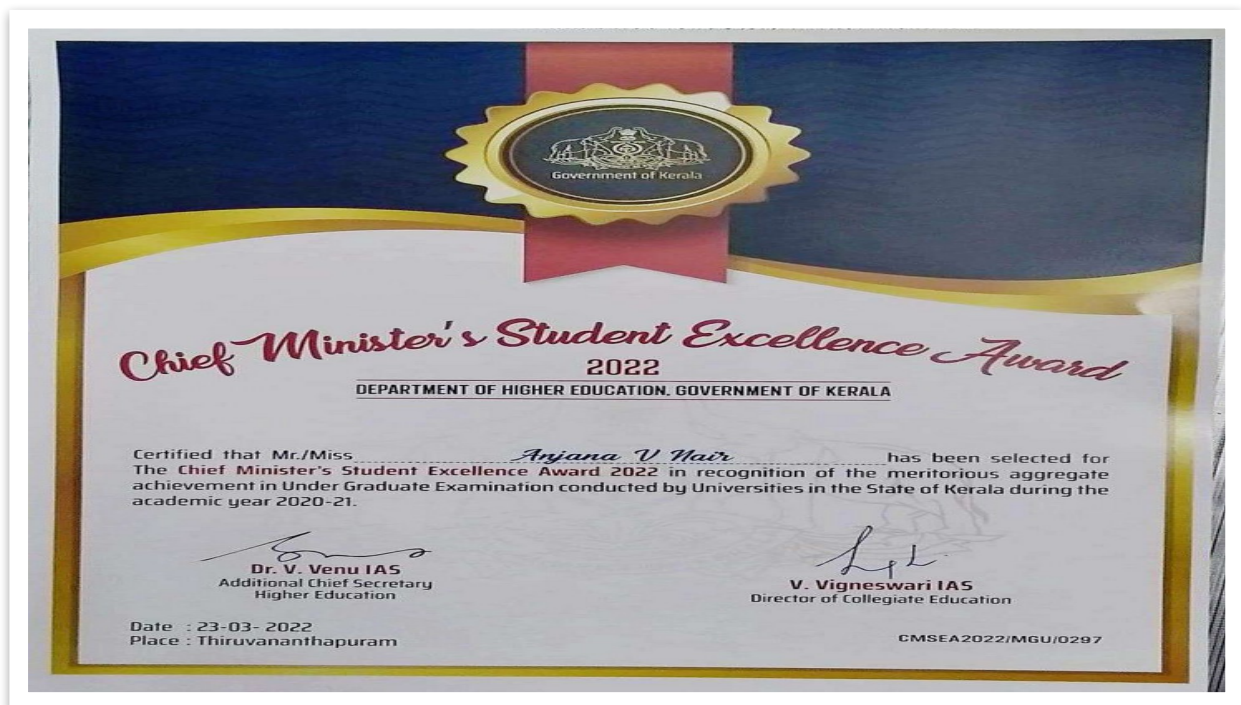 Government of Kerala
Chief Minister's Student Excellence Award
2022
DEPARTMENT OF HIGHER EDUCATION, GOVERNMENT OF KERALA
Certified that Mr./Miss Anjana V Nair has been selected for
The Chief Minister's Student Excellence Award 2022 in recognition of the meritorious aggregate
achievement in Under Graduate Examination conducted by Universities in the State of Kerala during the
academic year 2020-21.
Dr. V. Venu IAS
Additional Chief Secretary
Higher Education
V. Vigneswari IAS
Director of Collegiate Education
Date : 23-03- 2022
Place : Thiruvananthapuram
CMSEA2022/MGU/0297